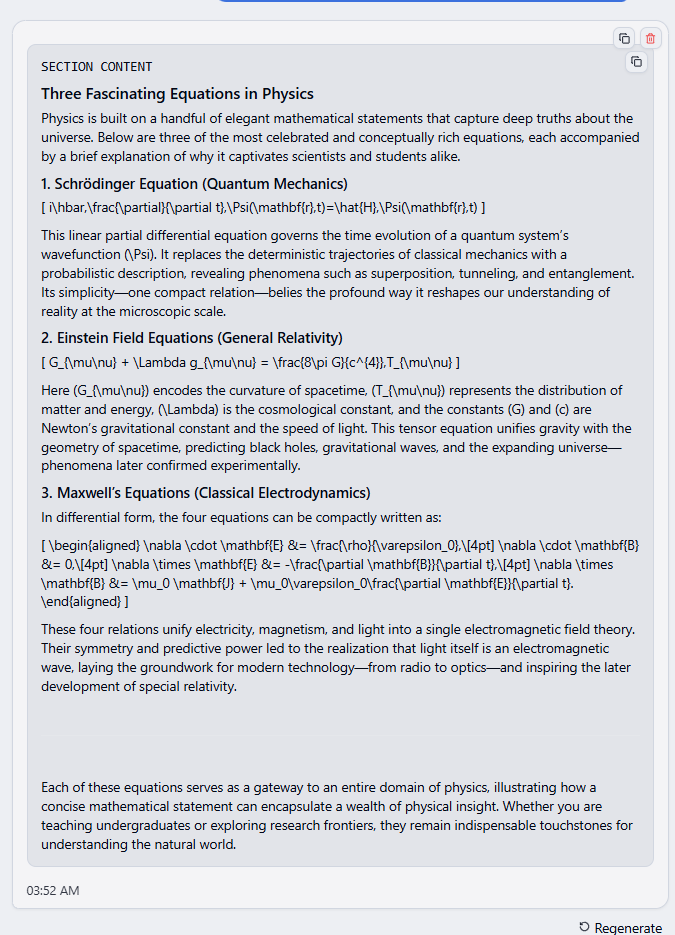 SECTION CONTENT
Three Fascinating Equations in Physics
Physics is built on a handful of elegant mathematical statements that capture deep truths about the
universe. Below are three of the most celebrated and conceptually rich equations, each accompanied
by a brief explanation of why it captivates scientists and students alike.
1. Schrödinger Equation (Quantum Mechanics)
[ i\hbar,\frac{\partial}{\partial t},\Psi(\mathbf{r},t)=\hat{H},\Psi(\mathbf{r},t) ]
This linear partial differential equation governs the time evolution of a quantum system’s
wavefunction (\Psi). It replaces the deterministic trajectories of classical mechanics with a
probabilistic description, revealing phenomena such as superposition, tunneling, and entanglement.
Its simplicity—one compact relation—belies the profound way it reshapes our understanding of
reality at the microscopic scale.
2. Einstein Field Equations (General Relativity)
[ G_{\mu\nu} + \Lambda g_{\mu\nu} = \frac{8\pi G}{c^{4}},T_{\mu\nu} ]
Here (G_{\mu\nu}) encodes the curvature of spacetime, (T_{\mu\nu}) represents the distribution of
matter and energy, (\Lambda) is the cosmological constant, and the constants (G) and (c) are
Newton’s gravitational constant and the speed of light. This tensor equation unifies gravity with the
geometry of spacetime, predicting black holes, gravitational waves, and the expanding universe—
phenomena later confirmed experimentally.
3. Maxwell’s Equations (Classical Electrodynamics)
In differential form, the four equations can be compactly written as:
[ \begin{aligned} \nabla \cdot \mathbf{E} &= \frac{\rho}{\varepsilon_0},\[4pt] \nabla \cdot \mathbf{B}
&= 0,\[4pt] \nabla \times \mathbf{E} &= -\frac{\partial \mathbf{B}}{\partial t},\[4pt] \nabla \times
\mathbf{B} &= \mu_0 \mathbf{J} + \mu_0\varepsilon_0\frac{\partial \mathbf{E}}{\partial t}.
\end{aligned} ]
These four relations unify electricity, magnetism, and light into a single electromagnetic field theory.
Their symmetry and predictive power led to the realization that light itself is an electromagnetic
wave, laying the groundwork for modern technology—from radio to optics—and inspiring the later
development of special relativity.
Each of these equations serves as a gateway to an entire domain of physics, illustrating how a
concise mathematical statement can encapsulate a wealth of physical insight. Whether you are
teaching undergraduates or exploring research frontiers, they remain indispensable touchstones for
understanding the natural world.
03:52 AM
Regenerate